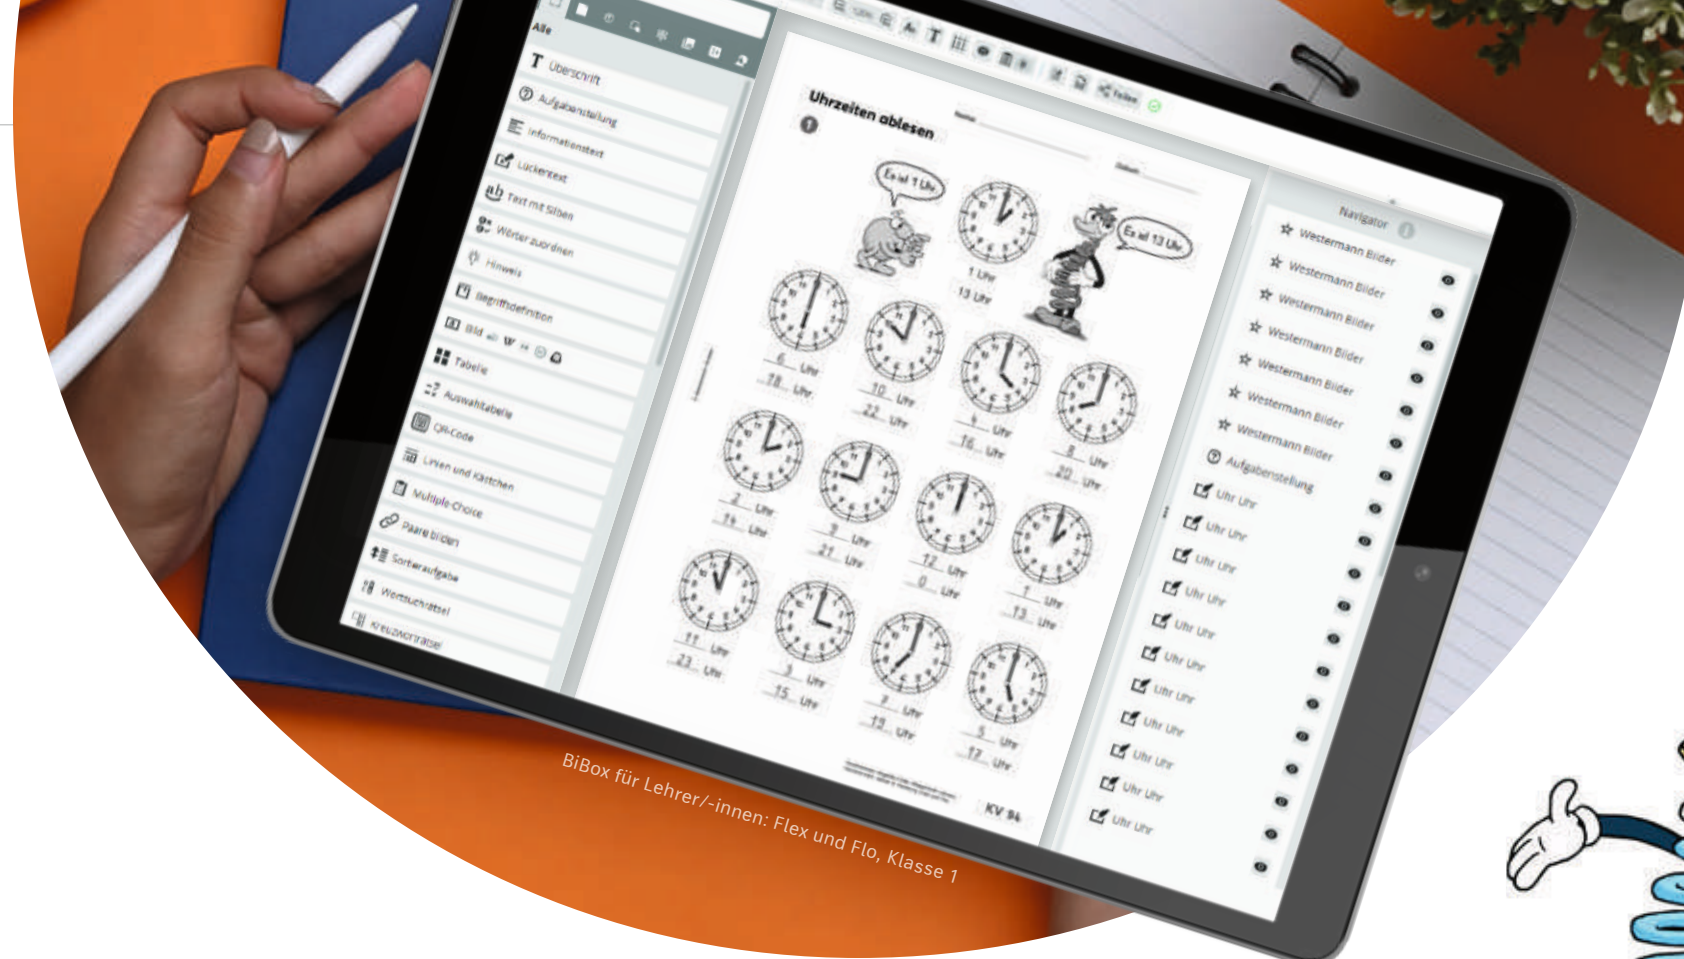 Alle
Überschrift
Aufgabenstellung
Informationstext
Lückentext
Text mit Silben
Wörter zuordnen
Hinweis
Begriffsdefinition
Bild
Tabelle
Auswahltabelle
QR-Code
Linien und Kästchen
Multiple-Choice
Paare bilden
Sortieraufgabe
Wortsuchrätsel
Kreuzworträtsel
Teilen
Uhrzeiten ablesen
Name
1
Es ist 1 Uhr.
Es ist 13 Uhr.
1 Uhr
13 Uhr
6 Uhr
18 Uhr
10 Uhr
22 Uhr
4 Uhr
16 Uhr
8 Uhr
20 Uhr
2 Uhr
14 Uhr
9 Uhr
21 Uhr
12 Uhr
0 Uhr
1 Uhr
13 Uhr
11 Uhr
23 Uhr
3 Uhr
15 Uhr
7 Uhr
19 Uhr
5 Uhr
17 Uhr
KV 94
Navigator
Westermann Bilder
Westermann Bilder
Westermann Bilder
Westermann Bilder
Westermann Bilder
Westermann Bilder
Westermann Bilder
Aufgabenstellung
Uhr Uhr
Uhr Uhr
Uhr Uhr
Uhr Uhr
Uhr Uhr
Uhr Uhr
Uhr Uhr
Uhr Uhr
Uhr Uhr
Uhr Uhr
Uhr Uhr
BiBox für Lehrer/-innen: Flex und Flo, Klasse 1